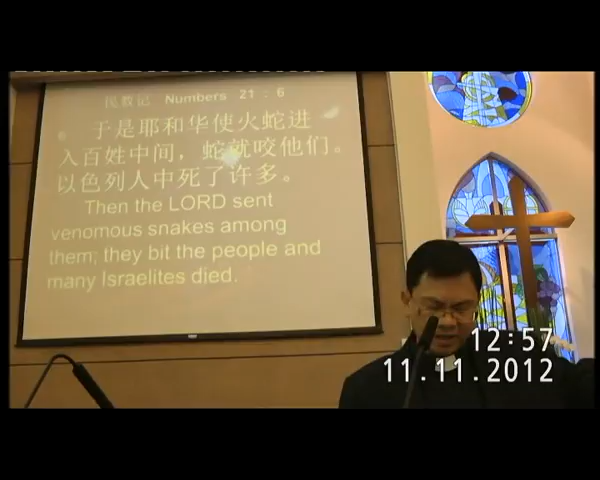 民数记 Numbers 21 : 6
6 于是耶和华使火蛇进
入百姓中间，蛇就咬他们。
以色列人中死了许多。
Then the LORD sent
venomous snakes among
them; they bit the people and
many Israelites died.
12:57
11.11.2012